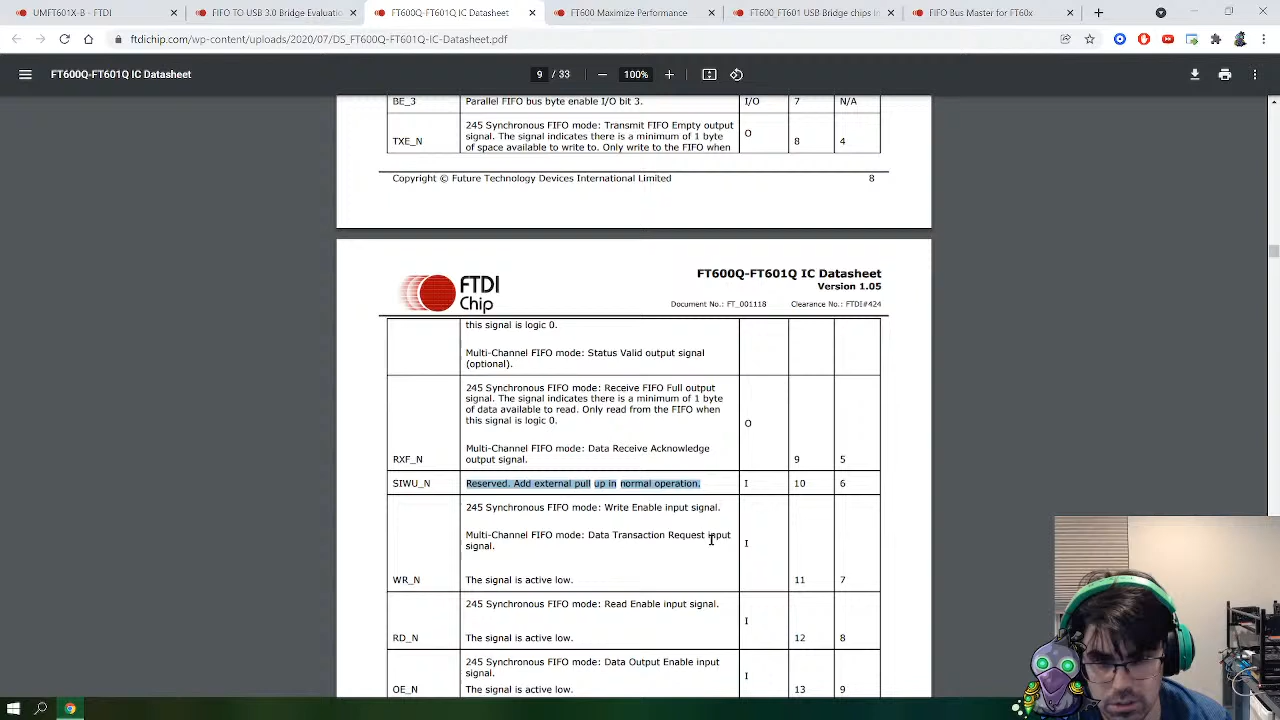 UMFT601X-B - FTDI
FIFO TO USB 3.0 Bridge Evaluation
FT600Q-FT601Q IC Datasheet
FT600 Maximize Performance
FT600_FT601 USB Bridge chips in
FIFO Bus Master for FT60x
ftdichip.com/wp-content/uploads/2020/07/DS_FT600Q-FT601Q-IC-Datasheet.pdf
FT600Q-FT601Q IC Datasheet
9 / 33
100%
BE_3 Parallel FIFO bus byte enable I/O bit 3. I/O 7 N/A
245 Synchronous FIFO mode: Transmit FIFO Empty output
signal. The signal indicates there is a minimum of 1 byte
of space available to write to. Only write to the FIFO when
TXE_N O 8 4
Copyright © Future Technology Devices International Limited 8
FTDI
Chip
FT600Q-FT601Q IC Datasheet
Version 1.05
Document No.: FT_001118 Clearance No.: FTDI#424
this signal is logic 0.
Multi-Channel FIFO mode: Status Valid output signal
(optional).
245 Synchronous FIFO mode: Receive FIFO Full output
signal. The signal indicates there is a minimum of 1 byte
of data available to read. Only read from the FIFO when
this signal is logic 0.
Multi-Channel FIFO mode: Data Receive Acknowledge
output signal.
RXF_N O 9 5
SIWU_N Reserved. Add external pull up in normal operation. I 10 6
245 Synchronous FIFO mode: Write Enable input signal.
Multi-Channel FIFO mode: Data Transaction Request input
signal.
WR_N The signal is active low. I 11 7
245 Synchronous FIFO mode: Read Enable input signal.
RD_N The signal is active low. I 12 8
245 Synchronous FIFO mode: Data Output Enable input
signal.
OE_N The signal is active low. I 13 9